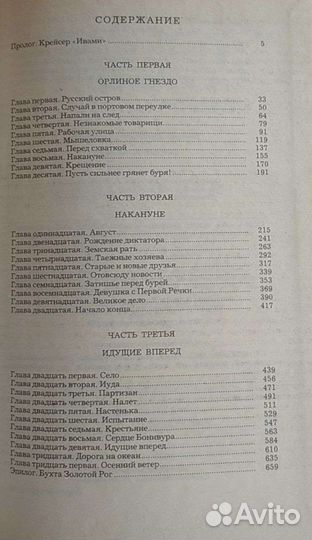 СОДЕРЖАНИЕ
Пролог. Крейсер «Ивами» 5
ЧАСТЬ ПЕРВАЯ
ОРЛИНОЕ ГНЕЗДО
Глава первая. Русский остров 33
Глава вторая. Случай в портовом переулке 50
Глава третья. Напали на след 64
Глава четвертая. Незнакомые товарищи 79
Глава пятая. Рабочая улица 91
Глава шестая. Мышеловка 119
Глава седьмая. Перед схваткой 137
Глава восьмая. Накануне 155
Глава девятая. Крещение 170
Глава десятая. Пусть сильнее грянет буря! 191
ЧАСТЬ ВТОРАЯ
НАКАНУНЕ
Глава одиннадцатая. Август 215
Глава двенадцатая. Рождение диктатора 241
Глава тринадцатая. Земская рать 263
Глава четырнадцатая. Таежные хозяева 292
Глава пятнадцатая. Старые и новые друзья 317
Глава шестнадцатая. Отовсюду новости 339
Глава семнадцатая. Затишье перед бурей 353
Глава восемнадцатая. Девушка с Первой Речки 369
Глава девятнадцатая. Великое дело 390
Глава двадцатая. Начало конца 417
ЧАСТЬ ТРЕТЬЯ
ИДУЩИЕ ВПЕРЕД
Глава двадцать первая. Село 439
Глава двадцать вторая. Иуда 456
Глава двадцать третья. Партизан 471
Глава двадцать четвертая. Налет 491
Глава двадцать пятая. Настенька 511
Глава двадцать шестая. Испытание 529
Глава двадцать седьмая. Крестьяне 547
Глава двадцать восьмая. Сердце Бонивура 563
Глава двадцать девятая. Идущие вперед 584
Глава тридцатая. Дорога на океан 610
Глава тридцать первая. Осенний ветер 635
Эпилог. Бухта Золотой Рог 659
Avito